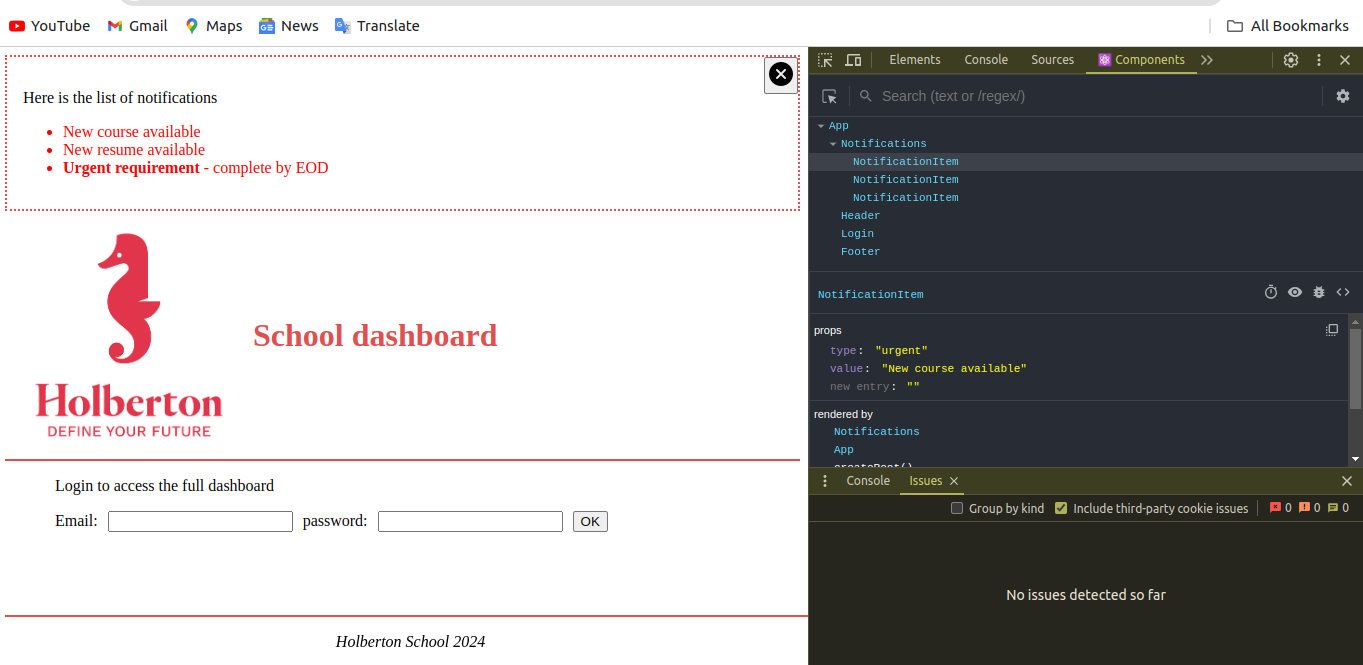 YouTube Gmail Maps News Translate All Bookmarks
Here is the list of notifications
New course available
New resume available
Urgent requirement - complete by EOD
Holberton
DEFINE YOUR FUTURE
School dashboard
Login to access the full dashboard
Email: password: OK
Holberton School 2024
Elements Console Sources Components
Search (text or /regex/)
App
Notifications
NotificationItem
NotificationItem
NotificationItem
Header
Login
Footer
NotificationItem
props
type: "urgent"
value: "New course available"
new entry: ""
rendered by
Notifications
App
createRoot()
Console Issues
Group by kind Include third-party cookie issues 0 0 0
No issues detected so far